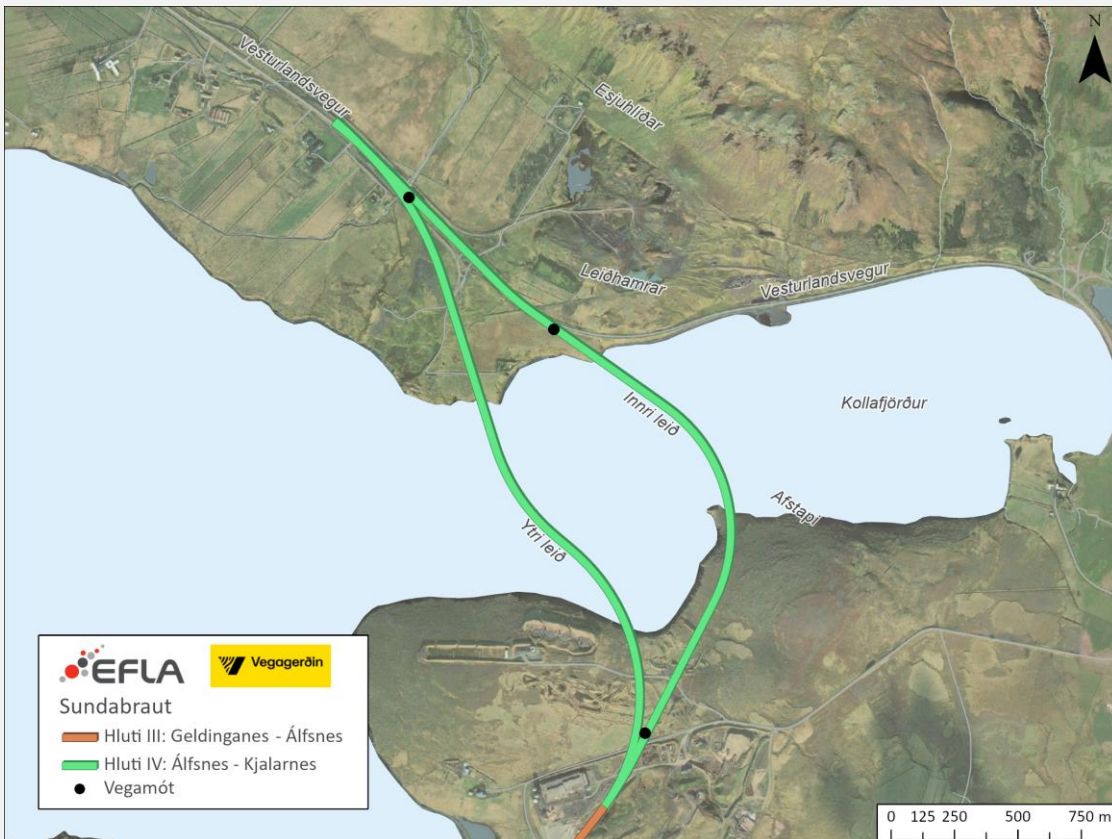 N
Vesturlandsvegur
Esjuhlíðar
Leiðhamrar
Vesturlandsvegur
Innri leið
Kollafjörður
Afstapi
Ytri leið
EFLA
Vegagerðin
Sundabraut
Hluti III: Geldinganes - Álfsnes
Hluti IV: Álfsnes - Kjalarnes
Vegamót
0 125 250 500 750 m